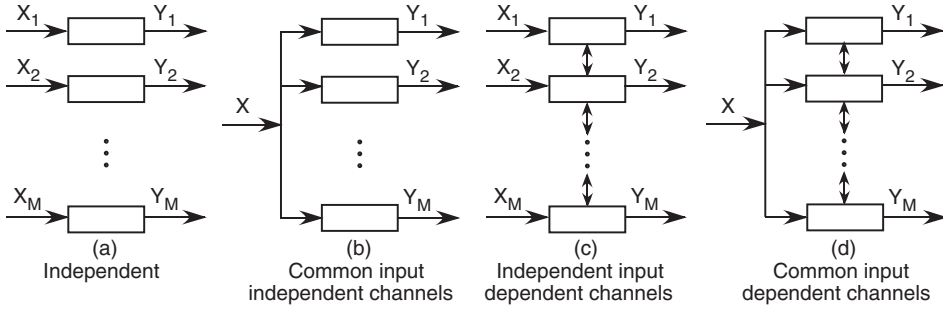 X1 Y1
X2 Y2
XM YM
(a)
Independent
X
Y1
Y2
YM
(b)
Common input
independent channels
X1 Y1
X2 Y2
XM YM
(c)
Independent input
dependent channels
X
Y1
Y2
YM
(d)
Common input
dependent channels